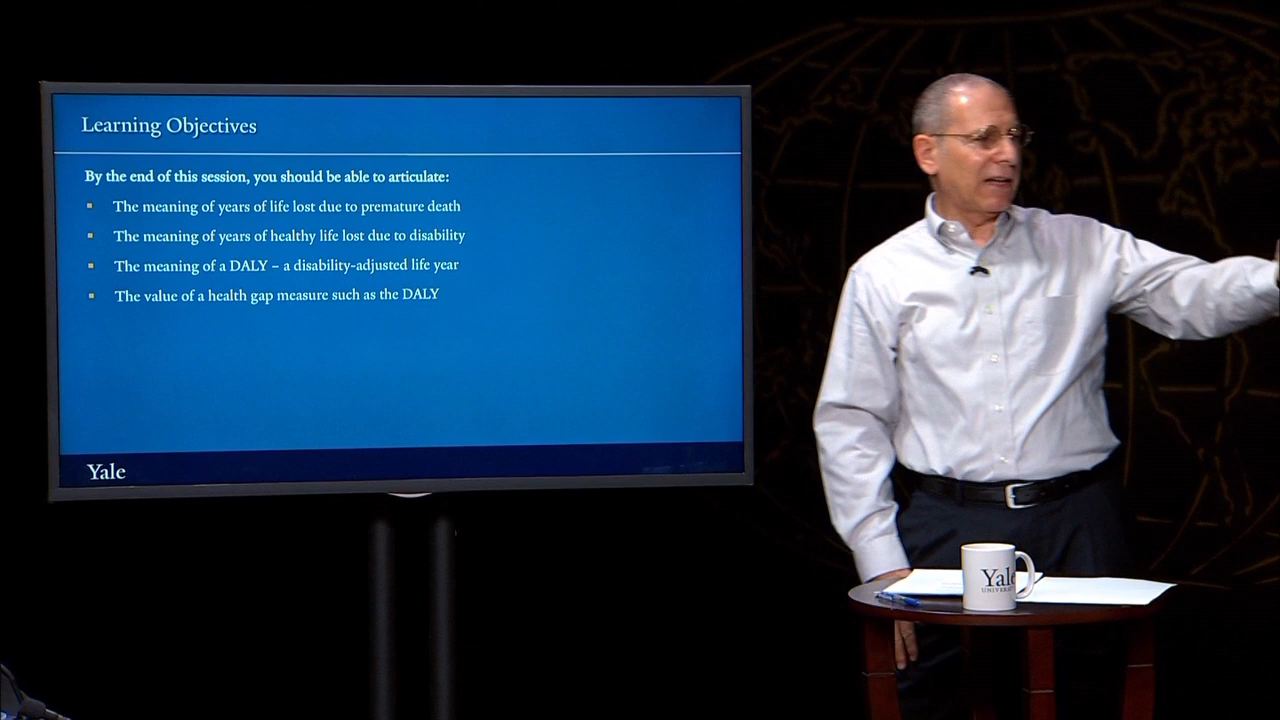 Learning Objectives
By the end of this session, you should be able to articulate:
The meaning of years of life lost due to premature death
The meaning of years of healthy life lost due to disability
The meaning of a DALY – a disability-adjusted life year
The value of a health gap measure such as the DALY
Yale
Yale